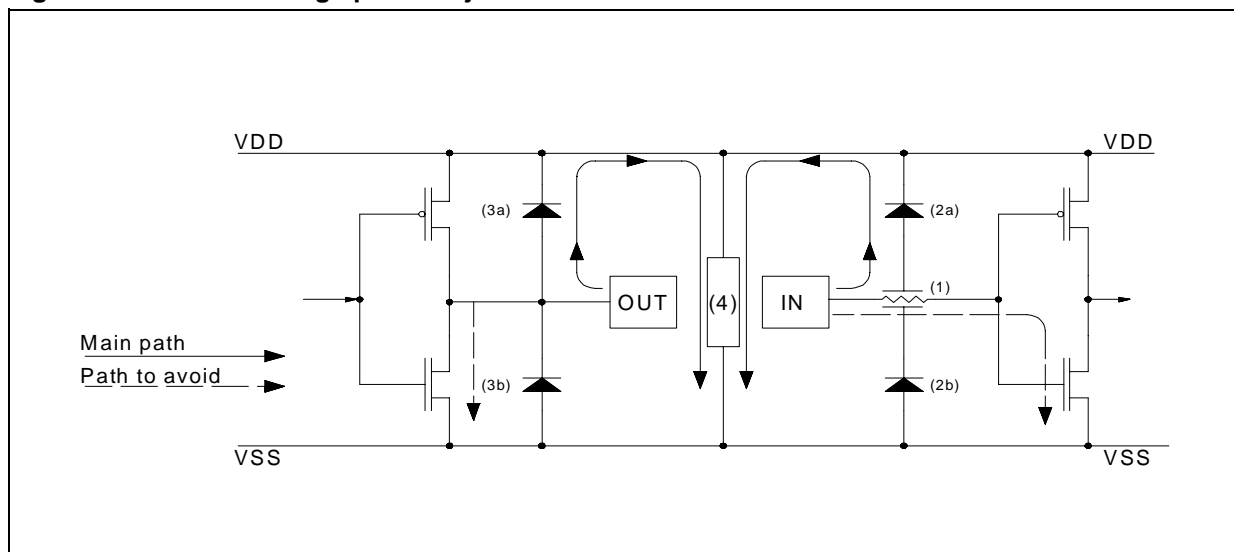 VDD
VDD
(3a)
(2a)
(1)
OUT
(4)
IN
Main path
Path to avoid
(3b)
(2b)
VSS
VSS